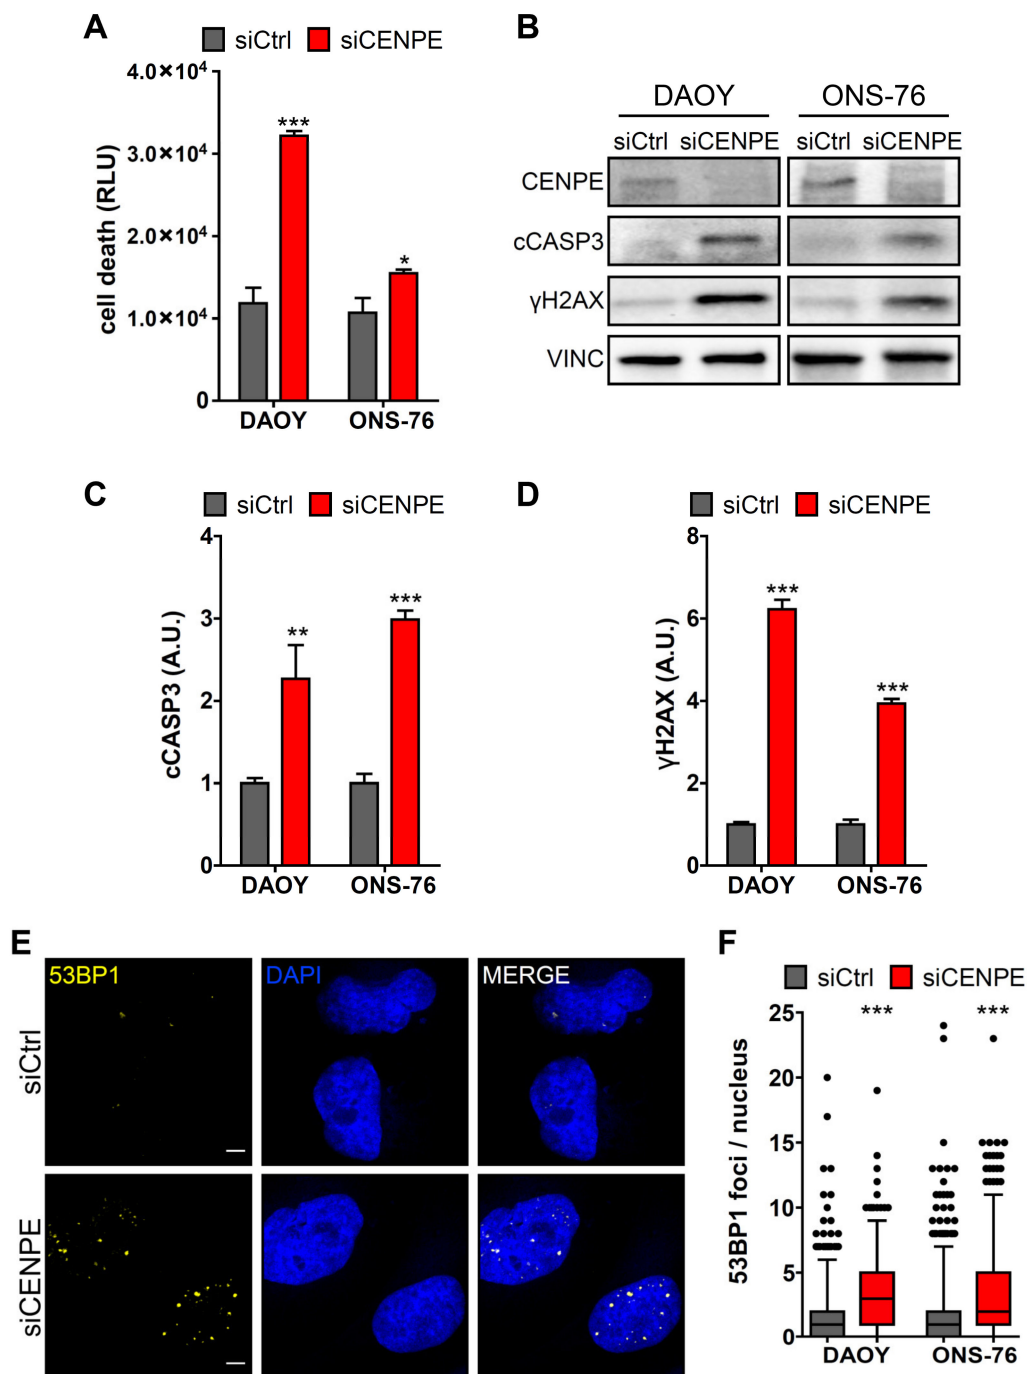 A
siCtrl siCENPE
4.0×10⁴
3.0×10⁴
2.0×10⁴
1.0×10⁴
0
cell death (RLU)
***
*
DAOY ONS-76
B
DAOY ONS-76
siCtrl siCENPE siCtrl siCENPE
CENPE
cCASP3
γH2AX
VINC
C
siCtrl siCENPE
4
3
2
1
0
cCASP3 (A.U.)
**
***
DAOY ONS-76
D
siCtrl siCENPE
8
6
4
2
0
γH2AX (A.U.)
***
***
DAOY ONS-76
E
53BP1 DAPI MERGE
siCtrl
siCENPE
F
siCtrl siCENPE
*** ***
25
20
15
10
5
0
53BP1 foci / nucleus
DAOY ONS-76